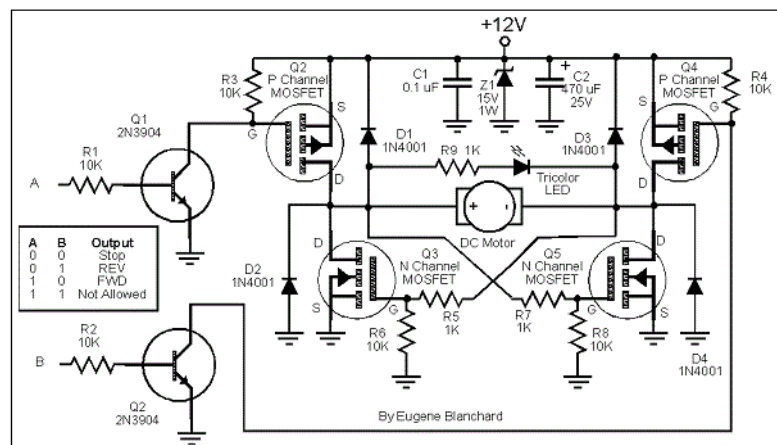 +12V
Q2
P Channel
MOSFET
R3
10K
S
G
D
C1
0.1 uF
Z1
15V
1W
+
C2
470 uF
25V
Q4
P Channel
MOSFET
R4
10K
S
G
D
Q1
2N3904
R1
10K
A
D1
1N4001
R9 1K
Tricolor
LED
D3
1N4001
+
-
DC Motor
A B Output
0 0 Stop
0 1 REV
1 0 FWD
1 1 Not Allowed
D2
1N4001
D
S
G
Q3
N Channel
MOSFET
R5
1K
R6
10K
Q5
N Channel
MOSFET
R7
1K
G
R8
10K
D
S
D4
1N4001
R2
10K
B
Q2
2N3904
By Eugene Blanchard